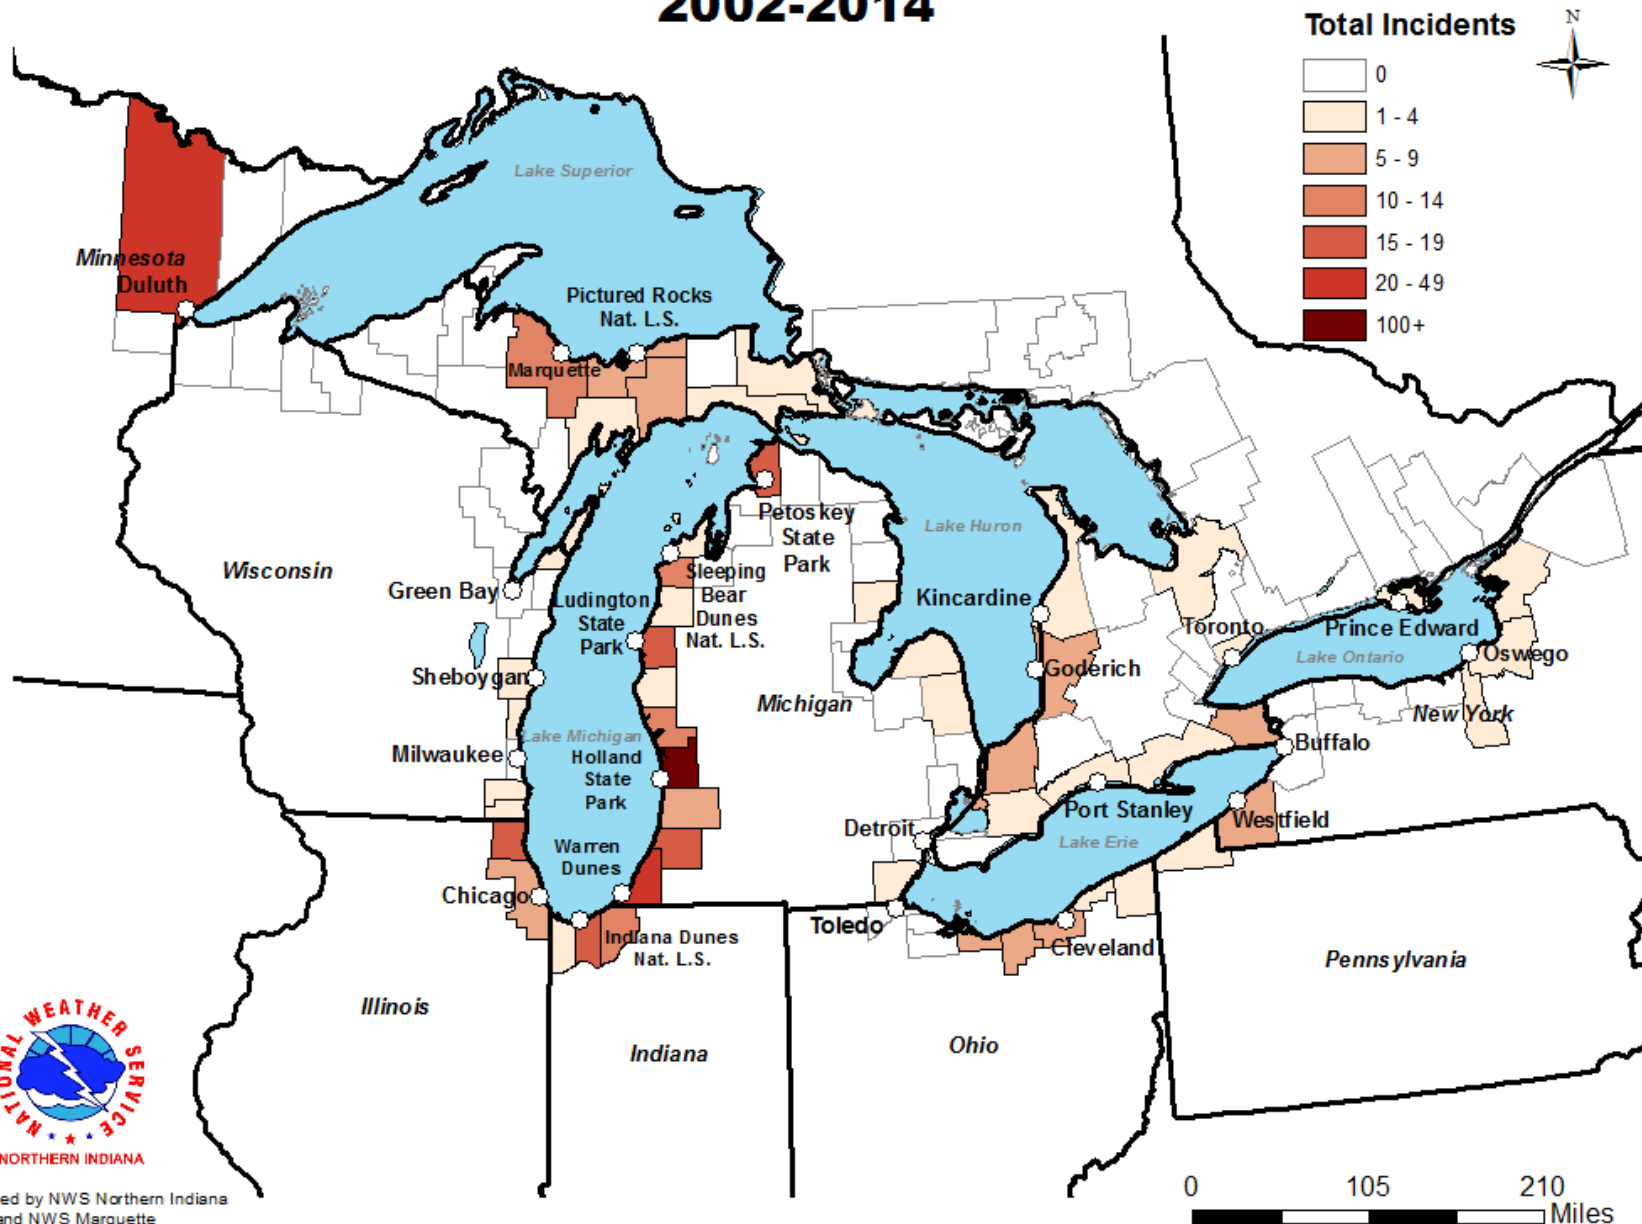 2002-2014
Total Incidents
N
0
1 - 4
5 - 9
10 - 14
15 - 19
20 - 49
100+
Lake Superior
Minnesota
Duluth
Pictured Rocks
Nat. L.S.
Marquette
Petoskey
State
Park
Lake Huron
Wisconsin
Green Bay
Sleeping
Bear
Dunes
Nat. L.S.
Ludington
State
Park
Kincardine
Toronto
Prince Edward
Lake Ontario
Oswego
Sheboygan
Goderich
Michigan
New York
Lake Michigan
Milwaukee
Holland
State
Park
Buffalo
Port Stanley
Westfield
Detroit
Lake Erie
Warren
Dunes
Chicago
Toledo
Indiana Dunes
Nat. L.S.
Cleveland
Pennsylvania
Illinois
Indiana
Ohio
NATIONAL WEATHER SERVICE
NORTHERN INDIANA
ed by NWS Northern Indiana
and NWS Marquette
0 105 210
Miles